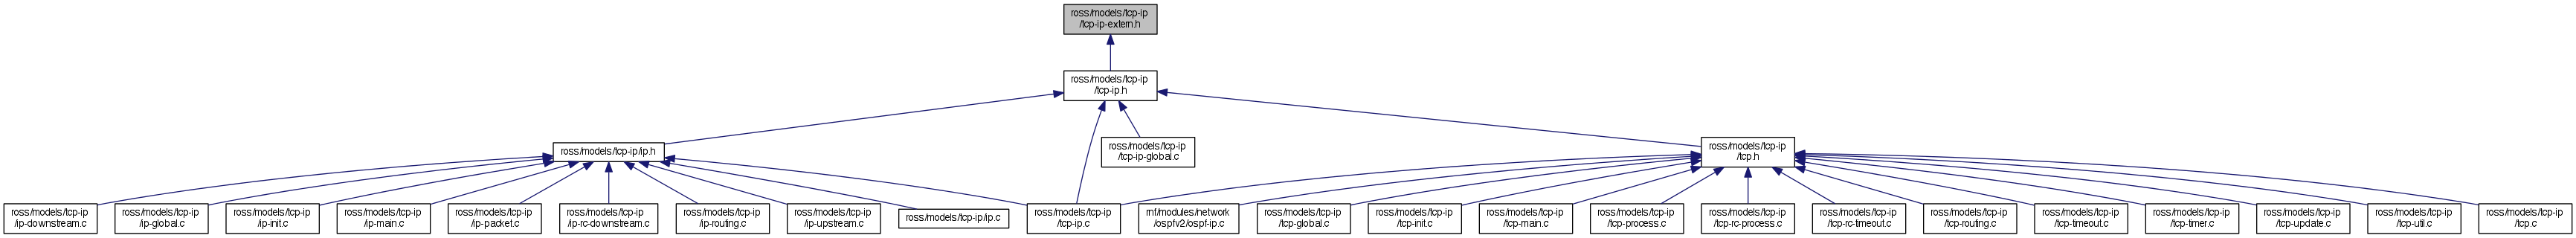 ross/models/tcp-ip
/tcp-ip-extern.h
ross/models/tcp-ip
/tcp-ip.h
ross/models/tcp-ip/ip.h
ross/models/tcp-ip
/tcp-ip-global.c
ross/models/tcp-ip
/tcp.h
ross/models/tcp-ip
/ip-downstream.c
ross/models/tcp-ip
/ip-global.c
ross/models/tcp-ip
/ip-init.c
ross/models/tcp-ip
/ip-main.c
ross/models/tcp-ip
/ip-packet.c
ross/models/tcp-ip
/ip-rc-downstream.c
ross/models/tcp-ip
/ip-routing.c
ross/models/tcp-ip
/ip-upstream.c
ross/models/tcp-ip/ip.c
ross/models/tcp-ip
/tcp-ip.c
rnf/modules/network
/ospfv2/ospf-ip.c
ross/models/tcp-ip
/tcp-global.c
ross/models/tcp-ip
/tcp-init.c
ross/models/tcp-ip
/tcp-main.c
ross/models/tcp-ip
/tcp-process.c
ross/models/tcp-ip
/tcp-rc-process.c
ross/models/tcp-ip
/tcp-rc-timeout.c
ross/models/tcp-ip
/tcp-routing.c
ross/models/tcp-ip
/tcp-timeout.c
ross/models/tcp-ip
/tcp-timer.c
ross/models/tcp-ip
/tcp-update.c
ross/models/tcp-ip
/tcp-util.c
ross/models/tcp-ip
/tcp.c